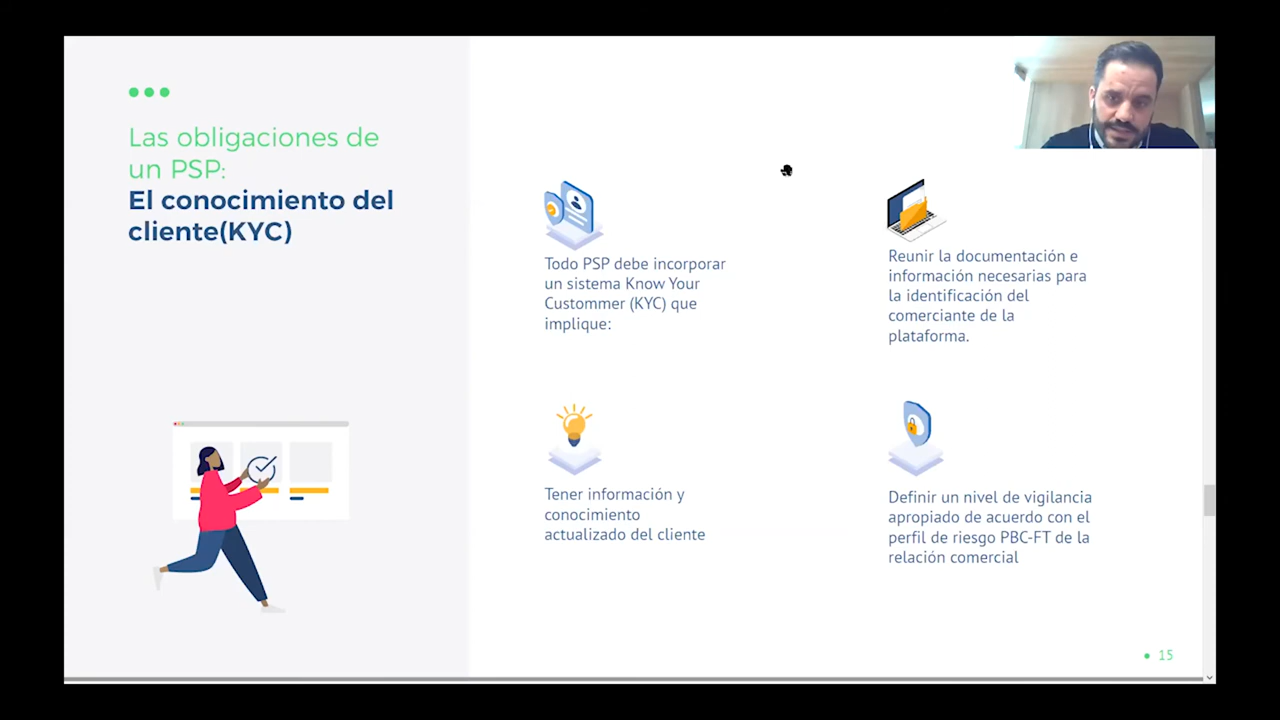 Las obligaciones de
un PSP:
El conocimiento del
cliente(KYC)
Todo PSP debe incorporar
un sistema Know Your
Custommer (KYC) que
implique:
Reunir la documentación e
información necesarias para
la identificación del
comerciante de la
plataforma.
Tener información y
conocimiento
actualizado del cliente
Definir un nivel de vigilancia
apropiado de acuerdo con el
perfil de riesgo PBC-FT de la
relación comercial
15